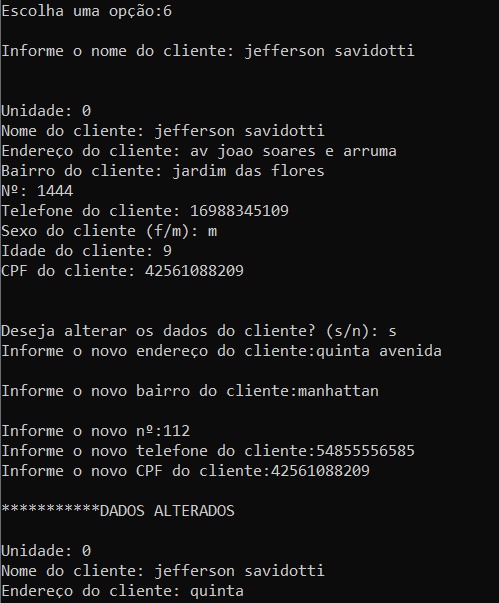 Escolha uma opção:6
Informe o nome do cliente: jefferson savidotti
Unidade: 0
Nome do cliente: jefferson savidotti
Endereço do cliente: av joao soares e arruma
Bairro do cliente: jardim das flores
Nº: 1444
Telefone do cliente: 16988345109
Sexo do cliente (f/m): m
Idade do cliente: 9
CPF do cliente: 42561088209
Deseja alterar os dados do cliente? (s/n): s
Informe o novo endereço do cliente:quinta avenida
Informe o novo bairro do cliente:manhattan
Informe o novo nº:112
Informe o novo telefone do cliente:54855556585
Informe o novo CPF do cliente:42561088209
***********DADOS ALTERADOS
Unidade: 0
Nome do cliente: jefferson savidotti
Endereço do cliente: quinta